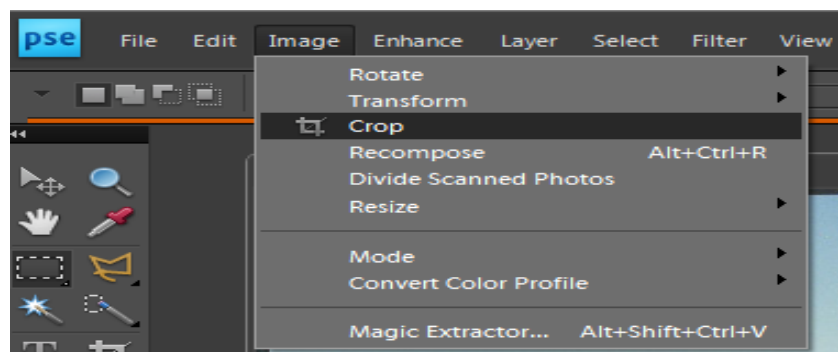 pse File Edit Image Enhance Layer Select Filter View
Rotate
Transform
Crop
Recompose Alt+Ctrl+R
Divide Scanned Photos
Resize
Mode
Convert Color Profile
Magic Extractor... Alt+Shift+Ctrl+V
T